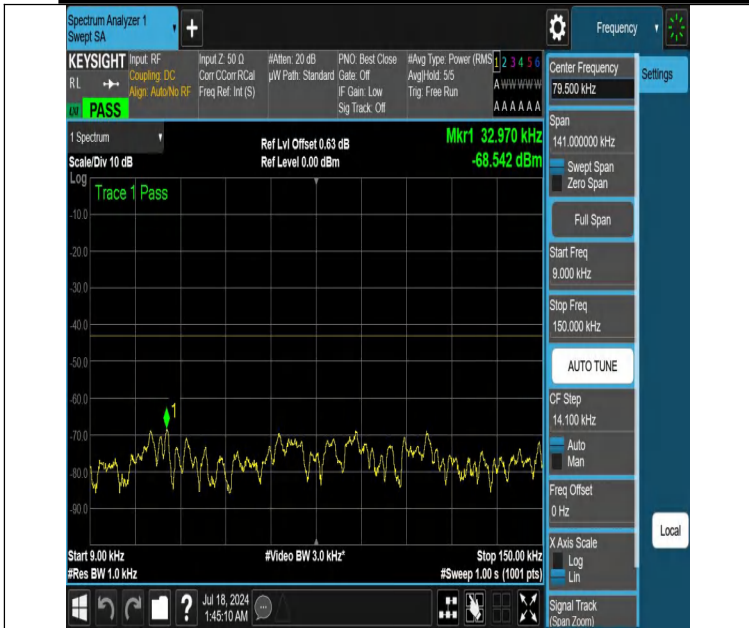 Spectrum Analyzer 1
Swept SA
Frequency
KEYSIGHT
RL
PASS
Input: RF
Coupling: DC
Align: Auto/No RF
Input Z: 50 Ω
Corr CCorr RCal
Freq Ref: Int (S)
#Atten: 20 dB
µW Path: Standard
PNO: Best Close
Gate: Off
IF Gain: Low
Sig Track: Off
#Avg Type: Power (RMS
Avg|Hold: 5/5
Trig: Free Run
1 2 3 4 5 6
A W W W W W
A A A A A A
1 Spectrum
Scale/Div 10 dB
Ref Lvl Offset 0.63 dB
Ref Level 0.00 dBm
Mkr1 32.970 kHz
-68.542 dBm
Log
Trace 1 Pass
-10.0
-20.0
-30.0
-40.0
-50.0
-60.0
-70.0
-80.0
-90.0
1
Start 9.00 kHz
#Res BW 1.0 kHz
#Video BW 3.0 kHz*
Stop 150.00 kHz
#Sweep 1.00 s (1001 pts)
Center Frequency
79.500 kHz
Settings
Span
141.000000 kHz
Swept Span
Zero Span
Full Span
Start Freq
9.000 kHz
Stop Freq
150.000 kHz
AUTO TUNE
CF Step
14.100 kHz
Auto
Man
Freq Offset
0 Hz
X Axis Scale
Log
Lin
Signal Track
(Span Zoom)
Local
?
Jul 18, 2024
1:45:10 AM